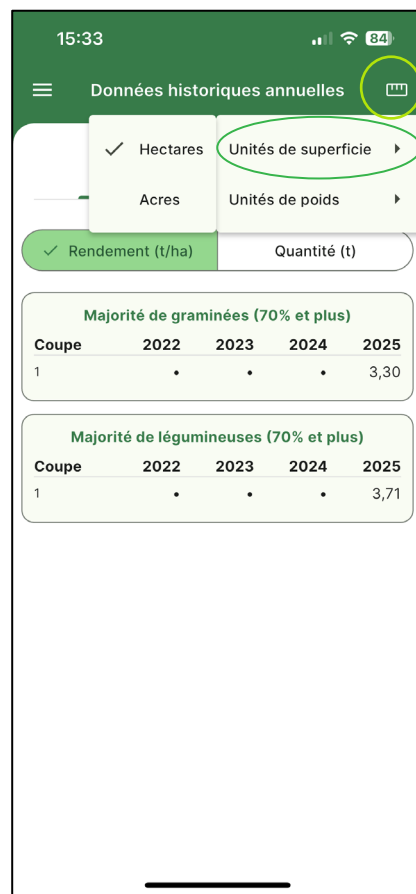 15:33
84
Données historiques annuelles
Hectares
Unités de superficie
Acres
Unités de poids
Rendement (t/ha)
Quantité (t)
Majorité de graminées (70% et plus)
Coupe 2022 2023 2024 2025
1 • • • 3,30
Majorité de légumineuses (70% et plus)
Coupe 2022 2023 2024 2025
1 • • • 3,71